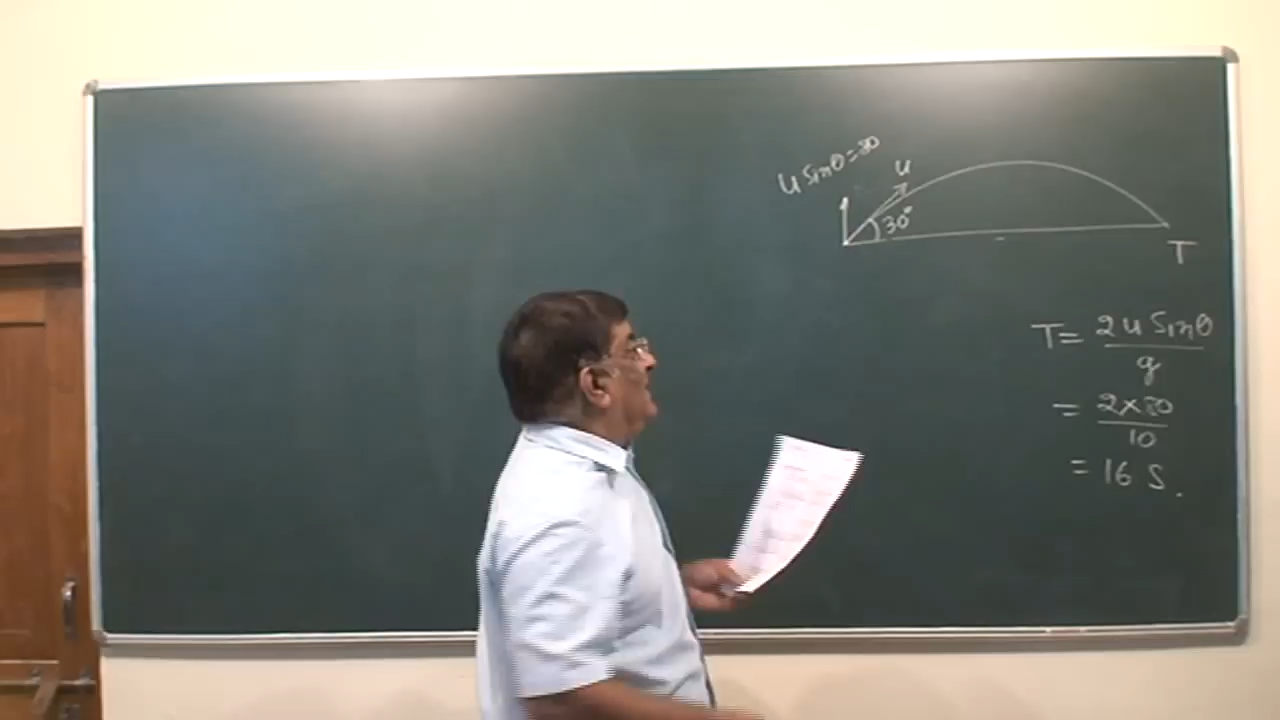 u sinθ=80
u
30°
T
T= 2u sinθ / g
= 2×80 / 10
= 16 s.